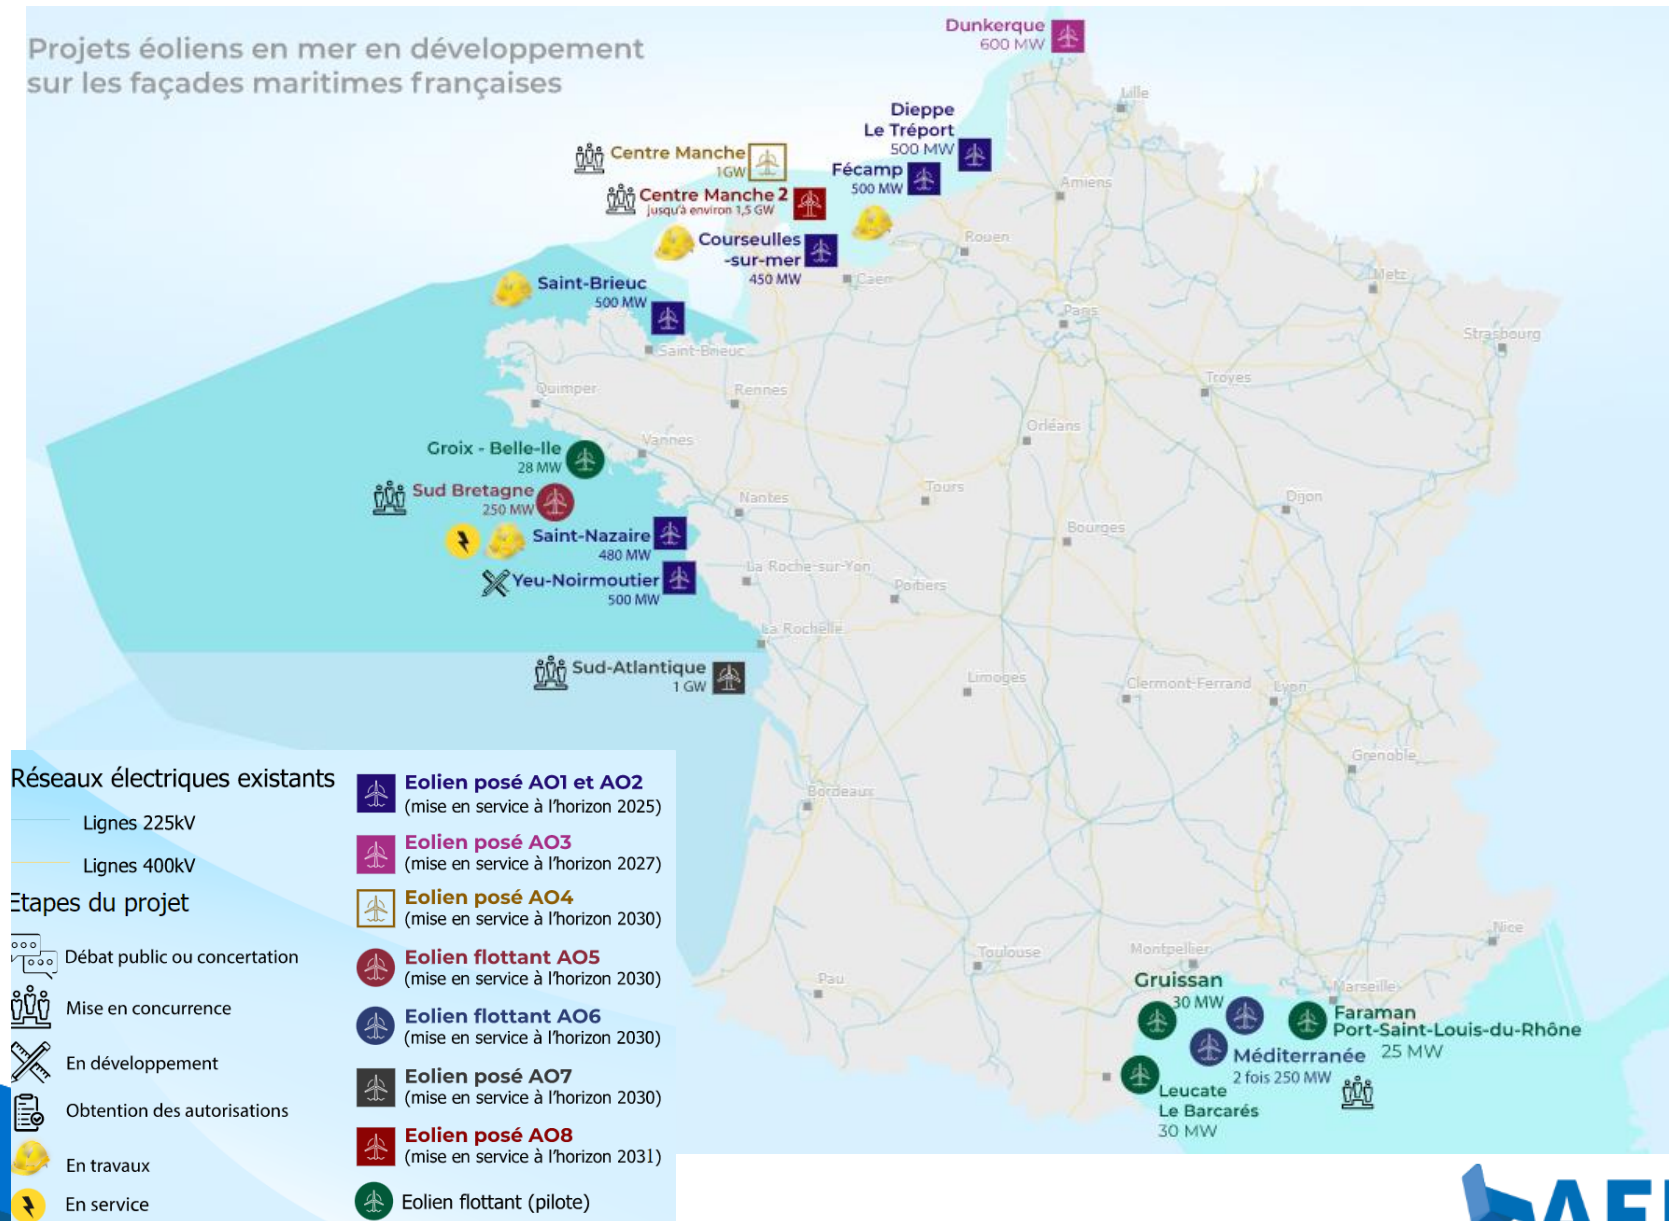 Projets éoliens en mer en développement
sur les façades maritimes françaises
Dunkerque
600 MW
Lille
Dieppe
Le Tréport
500 MW
Fécamp
500 MW
Amiens
Centre Manche
1GW
Centre Manche 2
jusqu'à environ 1,5 GW
Courseulles
-sur-mer
450 MW
Rouen
Caen
Metz
Saint-Brieuc
500 MW
Paris
Strasbourg
Saint-Brieuc
Quimper
Rennes
Troyes
Orléans
Vannes
Groix - Belle-Ile
28 MW
Sud Bretagne
250 MW
Nantes
Tours
Dijon
Bourges
Saint-Nazaire
480 MW
La Roche-sur-Yon
Poitiers
Yeu-Noirmoutier
500 MW
La Rochelle
Sud-Atlantique
1 GW
Limoges
Clermont-Ferrand
Lyon
Grenoble
Bordeaux
Nice
Toulouse
Montpellier
Pau
Marseille
Gruissan
30 MW
Faraman
Port-Saint-Louis-du-Rhône
25 MW
Méditerranée
2 fois 250 MW
Leucate
Le Barcarés
30 MW
Réseaux électriques existants
Lignes 225kV
Lignes 400kV
Etapes du projet
Débat public ou concertation
Mise en concurrence
En développement
Obtention des autorisations
En travaux
En service
Eolien posé AO1 et AO2
(mise en service à l'horizon 2025)
Eolien posé AO3
(mise en service à l'horizon 2027)
Eolien posé AO4
(mise en service à l'horizon 2030)
Eolien flottant AO5
(mise en service à l'horizon 2030)
Eolien flottant AO6
(mise en service à l'horizon 2030)
Eolien posé AO7
(mise en service à l'horizon 2030)
Eolien posé AO8
(mise en service à l'horizon 2031)
Eolien flottant (pilote)